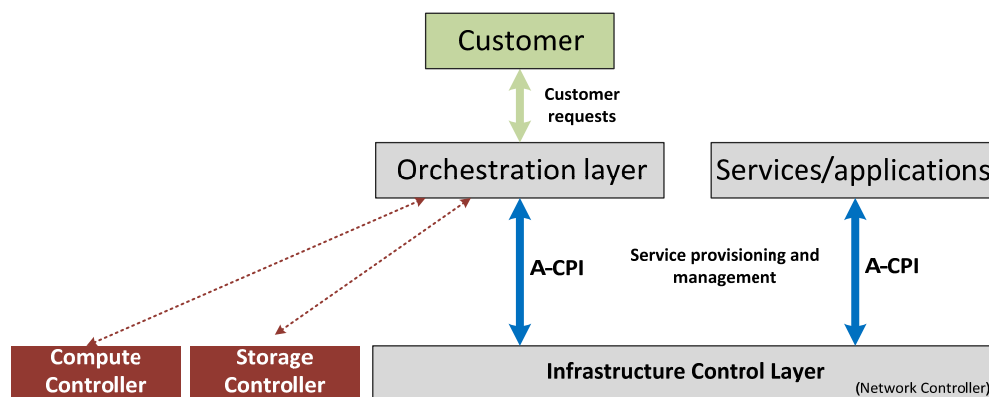 Customer
Customer
requests
Orchestration layer
Services/applications
A-CPI
Service provisioning and
management
A-CPI
Compute
Controller
Storage
Controller
Infrastructure Control Layer
(Network Controller)